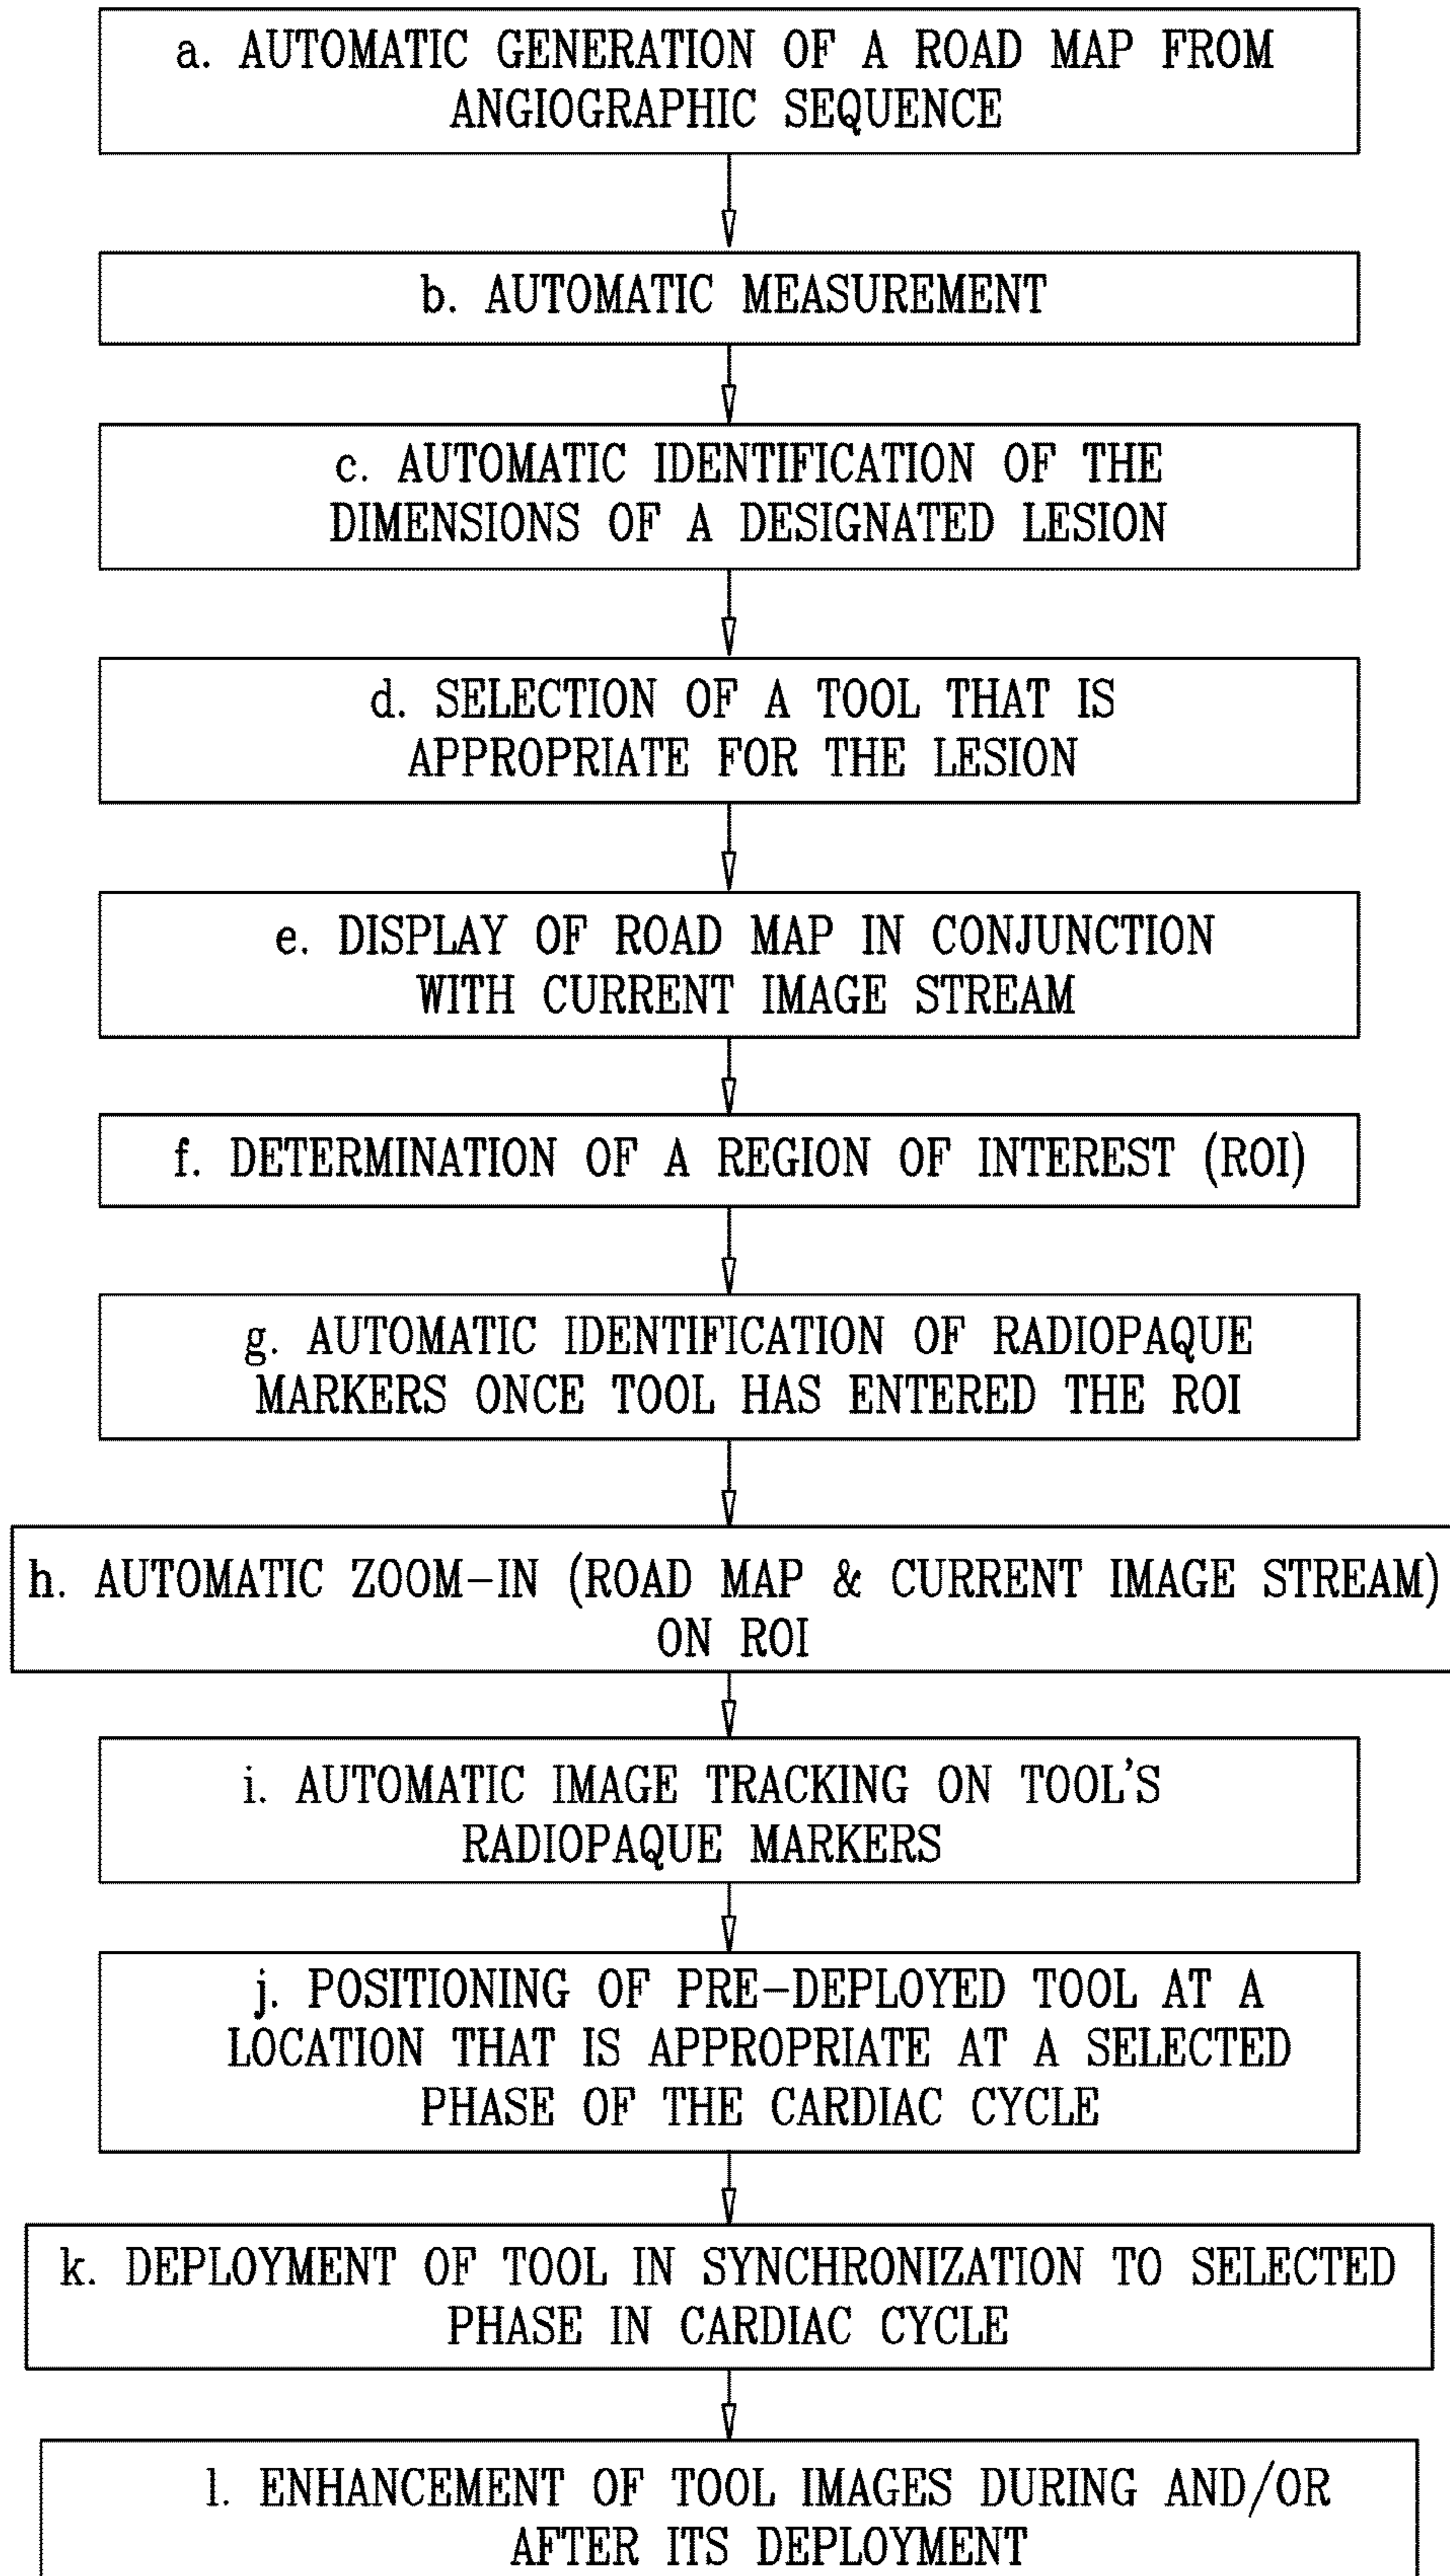 a. AUTOMATIC GENERATION OF A ROAD MAP FROM
ANGIOGRAPHIC SEQUENCE
b. AUTOMATIC MEASUREMENT
c. AUTOMATIC IDENTIFICATION OF THE
DIMENSIONS OF A DESIGNATED LESION
d. SELECTION OF A TOOL THAT IS
APPROPRIATE FOR THE LESION
e. DISPLAY OF ROAD MAP IN CONJUNCTION
WITH CURRENT IMAGE STREAM
f. DETERMINATION OF A REGION OF INTEREST (ROI)
g. AUTOMATIC IDENTIFICATION OF RADIOPAQUE
MARKERS ONCE TOOL HAS ENTERED THE ROI
h. AUTOMATIC ZOOM-IN (ROAD MAP & CURRENT IMAGE STREAM)
ON ROI
i. AUTOMATIC IMAGE TRACKING ON TOOL'S
RADIOPAQUE MARKERS
j. POSITIONING OF PRE-DEPLOYED TOOL AT A
LOCATION THAT IS APPROPRIATE AT A SELECTED
PHASE OF THE CARDIAC CYCLE
k. DEPLOYMENT OF TOOL IN SYNCHRONIZATION TO SELECTED
PHASE IN CARDIAC CYCLE
l. ENHANCEMENT OF TOOL IMAGES DURING AND/OR
AFTER ITS DEPLOYMENT